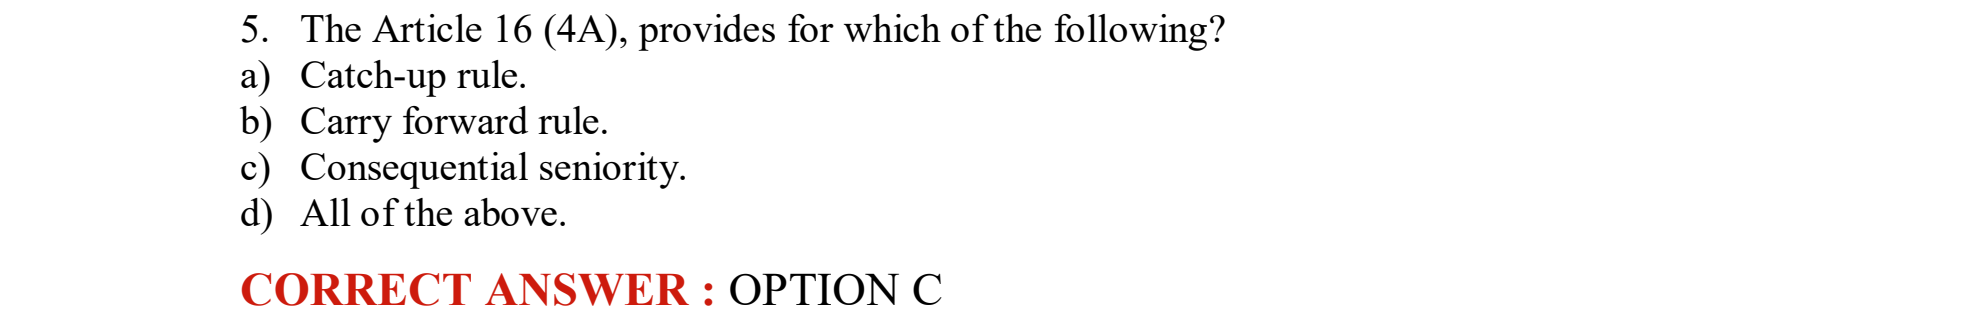 5. The Article 16 (4A), provides for which of the following?
a) Catch-up rule.
b) Carry forward rule.
c) Consequential seniority.
d) All of the above.
CORRECT ANSWER : OPTION C